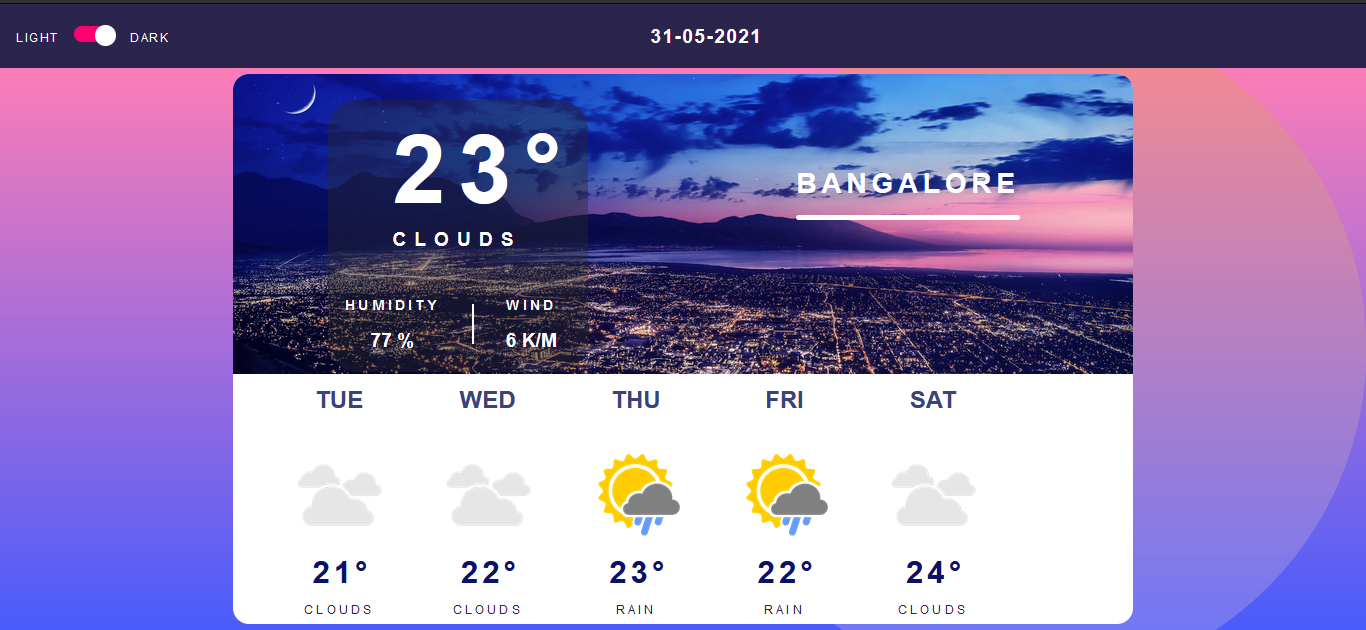 LIGHT DARK 31-05-2021
23°
CLOUDS
BANGALORE
HUMIDITY WIND
77 % 6 K/M
TUE WED THU FRI SAT
21° 22° 23° 22° 24°
CLOUDS CLOUDS RAIN RAIN CLOUDS